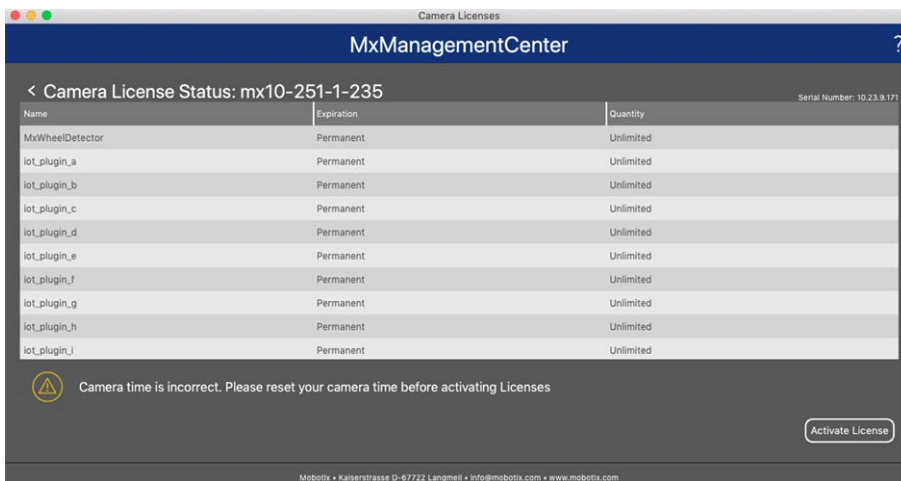 Camera Licenses
MxManagementCenter ?
< Camera License Status: mx10-251-1-235
Serial Number: 10.23.9.171
Name Expiration Quantity
MxWheelDetector Permanent Unlimited
iot_plugin_a Permanent Unlimited
iot_plugin_b Permanent Unlimited
iot_plugin_c Permanent Unlimited
iot_plugin_d Permanent Unlimited
iot_plugin_e Permanent Unlimited
iot_plugin_f Permanent Unlimited
iot_plugin_g Permanent Unlimited
iot_plugin_h Permanent Unlimited
iot_plugin_i Permanent Unlimited
Camera time is incorrect. Please reset your camera time before activating Licenses
Activate License
Mobotix • Kaiserstrasse D-67722 Langmeil • info@mobotix.com • www.mobotix.com